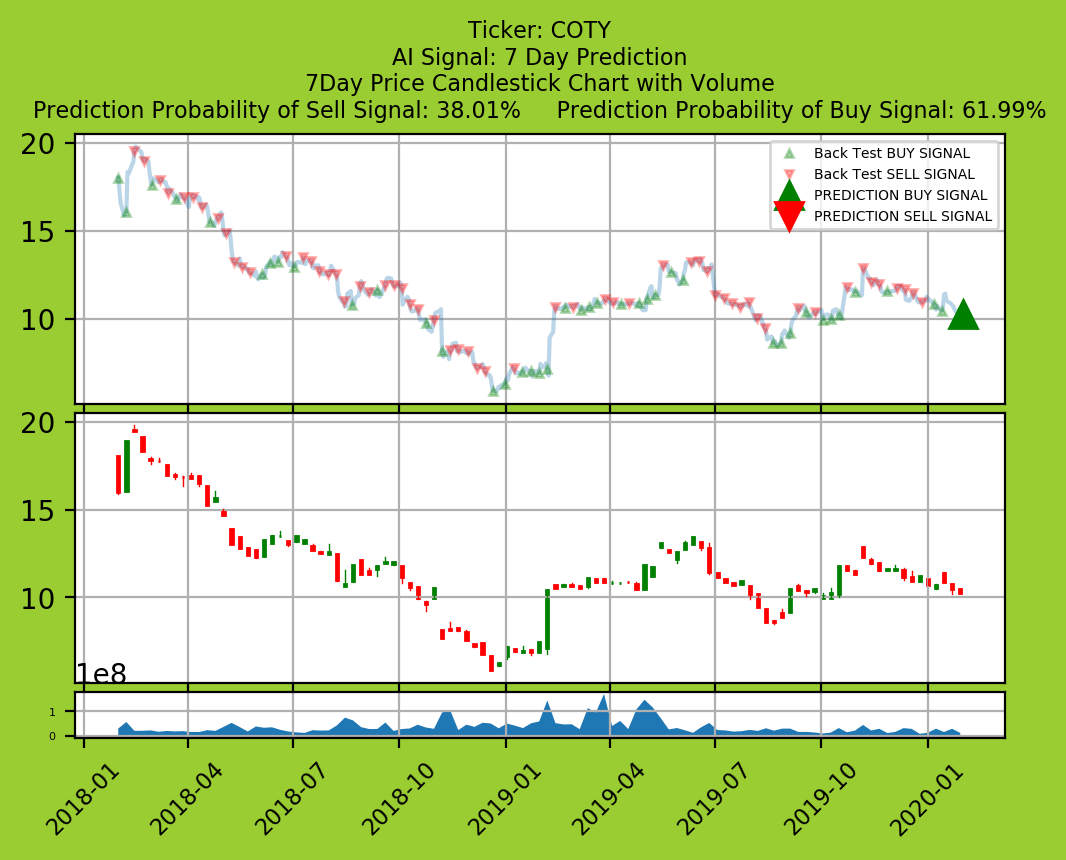 Ticker: COTY
AI Signal: 7 Day Prediction
7Day Price Candlestick Chart with Volume
Prediction Probability of Sell Signal: 38.01% Prediction Probability of Buy Signal: 61.99%
20
15
10
Back Test BUY SIGNAL
Back Test SELL SIGNAL
PREDICTION BUY SIGNAL
PREDICTION SELL SIGNAL
20
15
10
1e8
1
0
2018-01
2018-04
2018-07
2018-10
2019-01
2019-04
2019-07
2019-10
2020-01